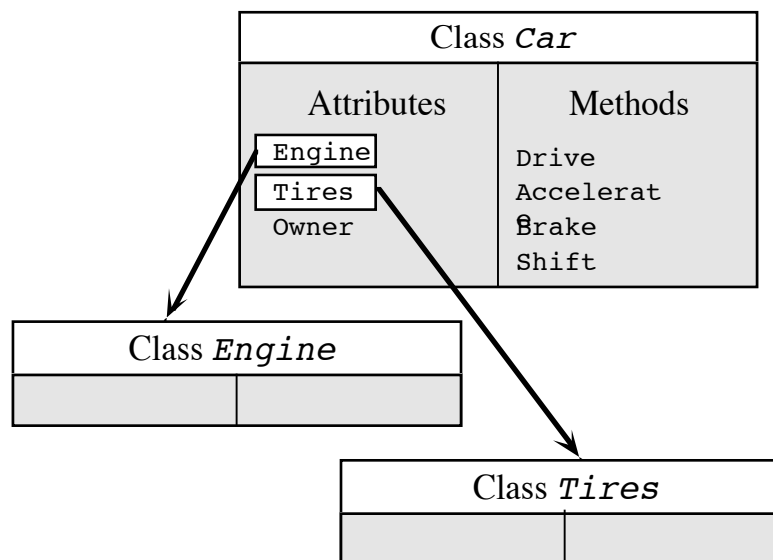 Class Car
Attributes
Engine
Tires
Owner
Methods
Drive
Accelerat
e
Brake
Shift
Class Engine
Class Tires